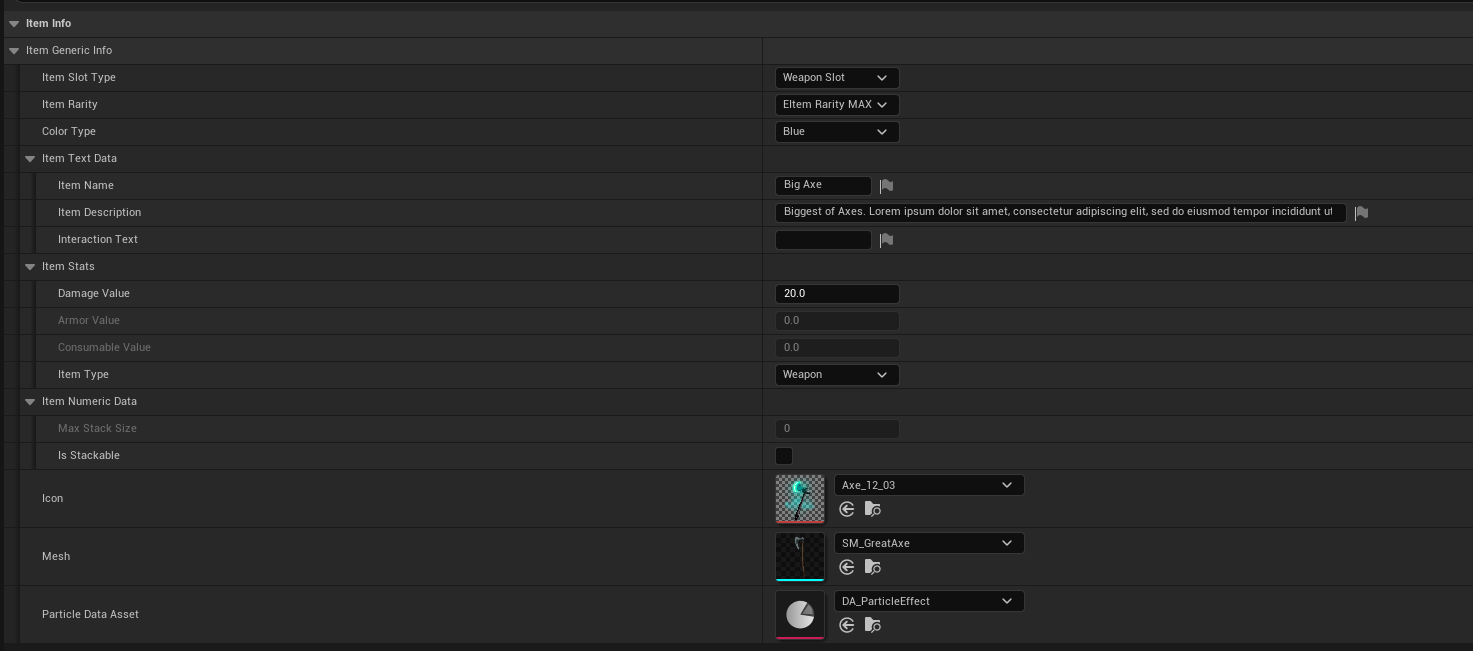 Item Info
Item Generic Info
Item Slot Type Weapon Slot
Item Rarity EItem Rarity MAX
Color Type Blue
Item Text Data
Item Name Big Axe
Item Description Biggest of Axes. Lorem ipsum dolor sit amet, consectetur adipiscing elit, sed do eiusmod tempor incididunt ut
Interaction Text
Item Stats
Damage Value 20.0
Armor Value 0.0
Consumable Value 0.0
Item Type Weapon
Item Numeric Data
Max Stack Size 0
Is Stackable
Icon Axe_12_03
Mesh SM_GreatAxe
Particle Data Asset DA_ParticleEffect